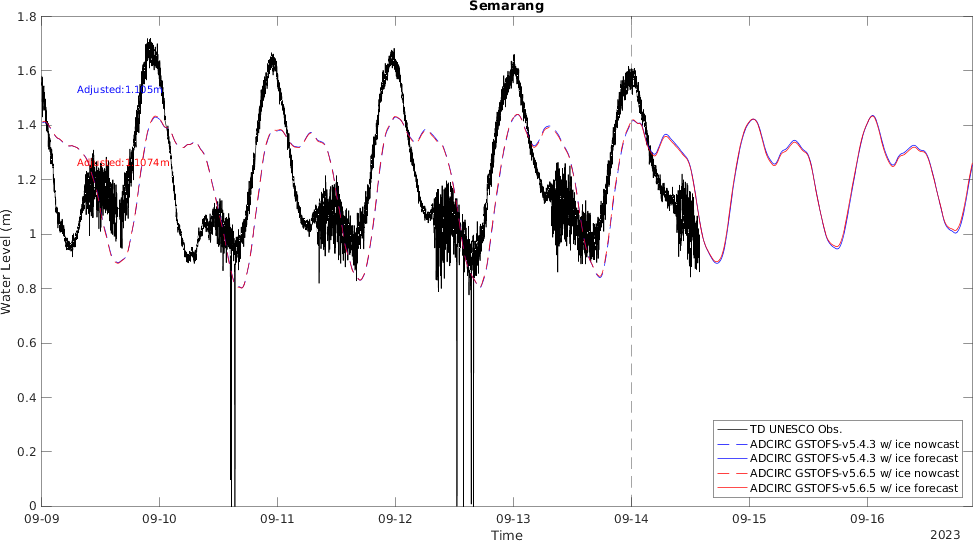 Semarang
1.8
1.6
1.4
1.2
1
0.8
0.6
0.4
0.2
0
Water Level (m)
Adjusted:1.105m
Adjusted:1.1074m
TD UNESCO Obs.
ADCIRC GSTOFS-v5.4.3 w/ ice nowcast
ADCIRC GSTOFS-v5.4.3 w/ ice forecast
ADCIRC GSTOFS-v5.6.5 w/ ice nowcast
ADCIRC GSTOFS-v5.6.5 w/ ice forecast
09-09 09-10 09-11 09-12 09-13 09-14 09-15 09-16
Time
2023